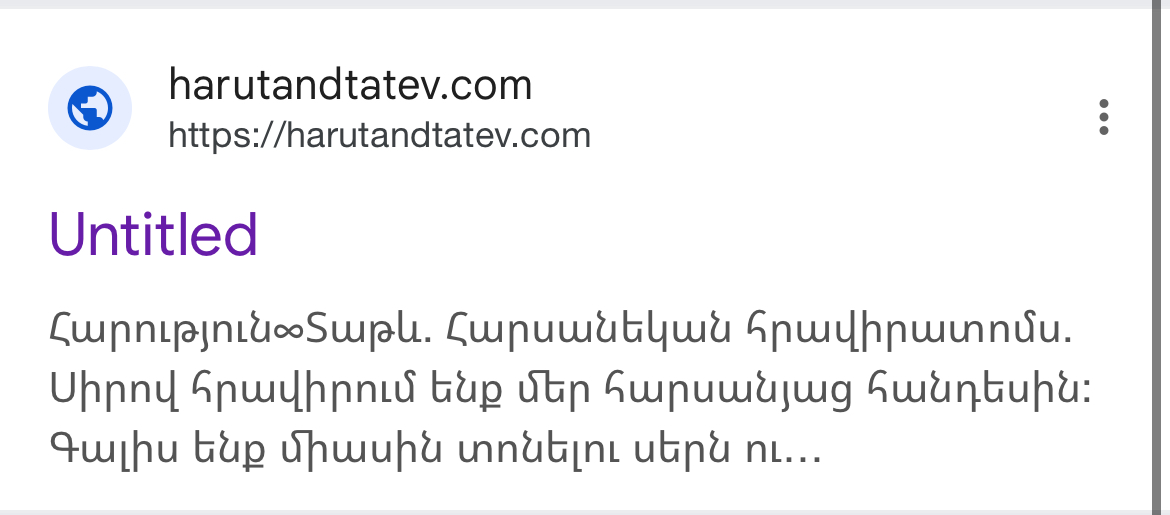 harutandtatev.com
https://harutandtatev.com
Untitled
Հարություն∞Տաթև. Հարսանեկան հրավիրատոմս.
Սիրով հրավիրում ենք մեր հարսանյաց հանդեսին:
Գալիս ենք միասին տոնելու սերն ու...